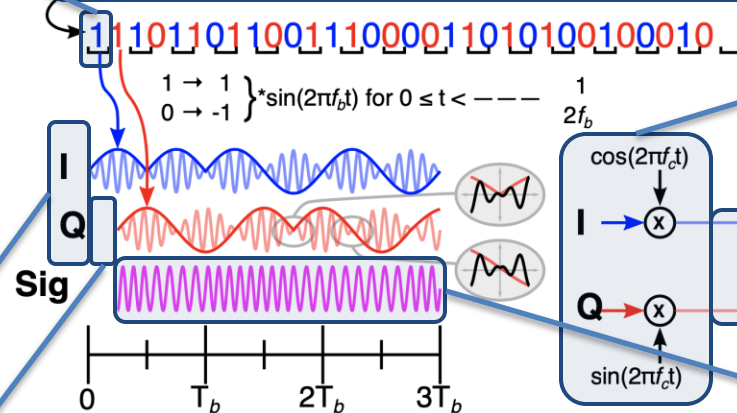 11101101100111000011010100100010
1 → 1
0 → -1
}*sin(2πf_bt) for 0 ≤ t < – – –
1
2f_b
I
Q
Sig
0
T_b
2T_b
3T_b
cos(2πf_ct)
I
x
Q
x
sin(2πf_ct)